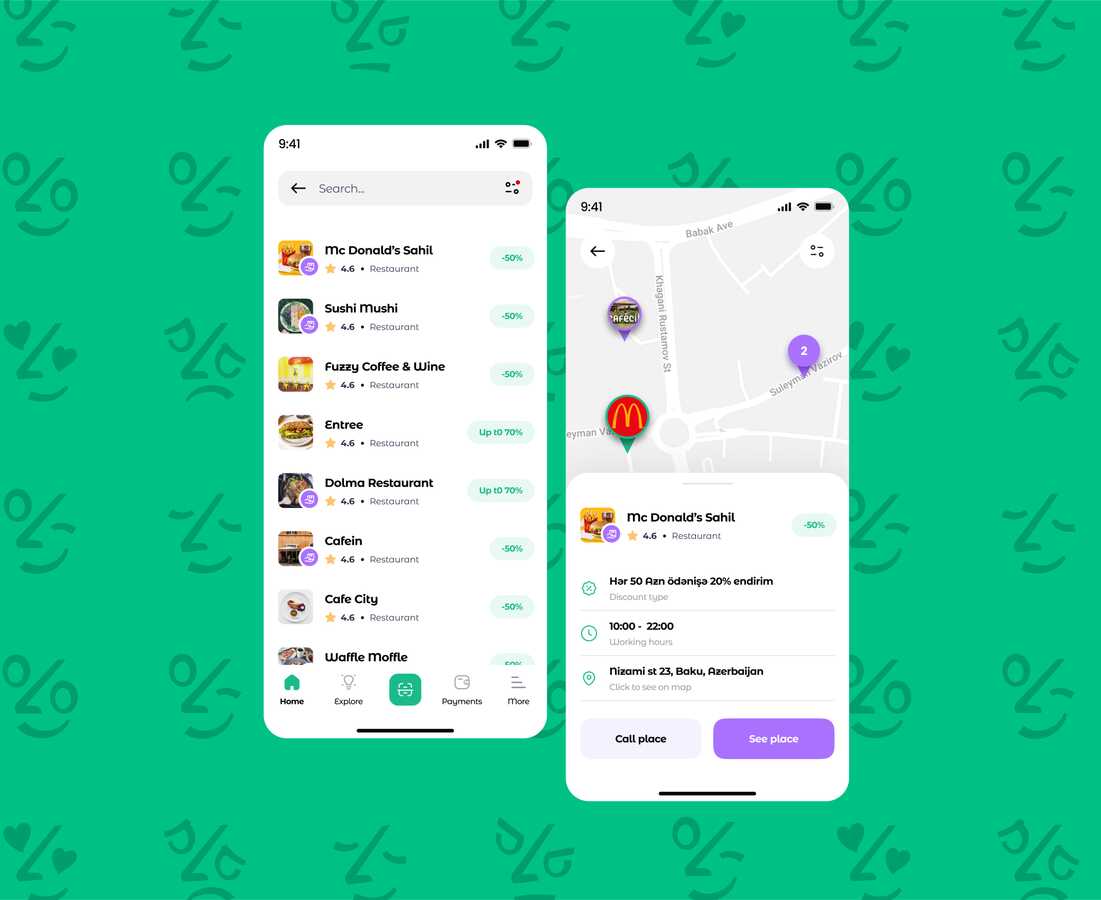 9:41
Search...
Mc Donald's Sahil
4.6 • Restaurant
-50%
Sushi Mushi
4.6 • Restaurant
-50%
Fuzzy Coffee & Wine
4.6 • Restaurant
-50%
Entree
4.6 • Restaurant
Up t0 70%
Dolma Restaurant
4.6 • Restaurant
Up t0 70%
Cafein
4.6 • Restaurant
-50%
Cafe City
4.6 • Restaurant
-50%
Waffle Moffle
-50%
Home
Explore
Payments
More
9:41
Babak Ave
Khagani Rustamov St
2
Suleyman Vazirov
Mc Donald's Sahil
4.6 • Restaurant
-50%
Hər 50 Azn ödənişə 20% endirim
Discount type
10:00 - 22:00
Working hours
Nizami st 23, Baku, Azerbaijan
Click to see on map
Call place
See place